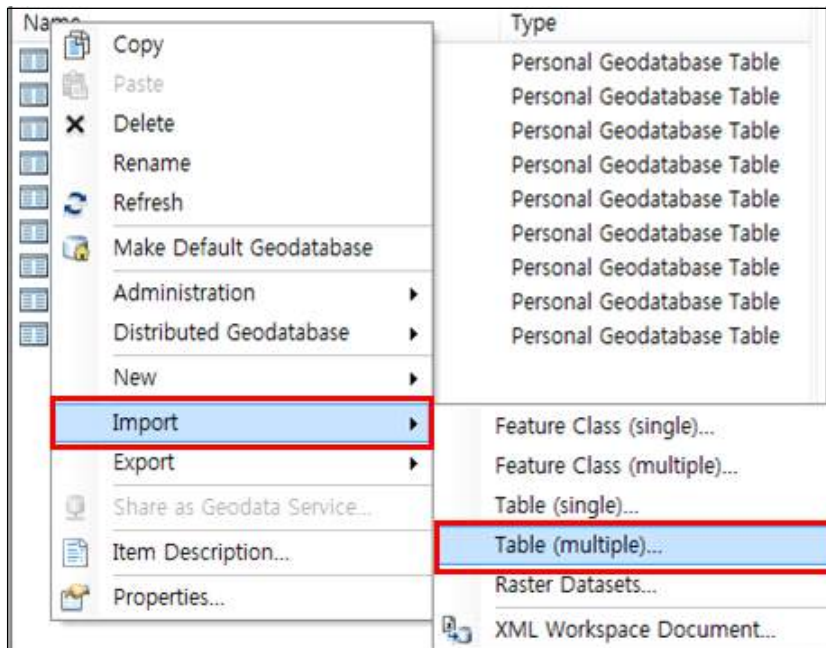 Name
Type
Personal Geodatabase Table
Personal Geodatabase Table
Personal Geodatabase Table
Personal Geodatabase Table
Personal Geodatabase Table
Personal Geodatabase Table
Personal Geodatabase Table
Personal Geodatabase Table
Personal Geodatabase Table
Copy
Paste
Delete
Rename
Refresh
Make Default Geodatabase
Administration
Distributed Geodatabase
New
Import
Export
Share as Geodata Service...
Item Description...
Properties...
Feature Class (single)...
Feature Class (multiple)...
Table (single)...
Table (multiple)...
Raster Datasets...
XML Workspace Document...